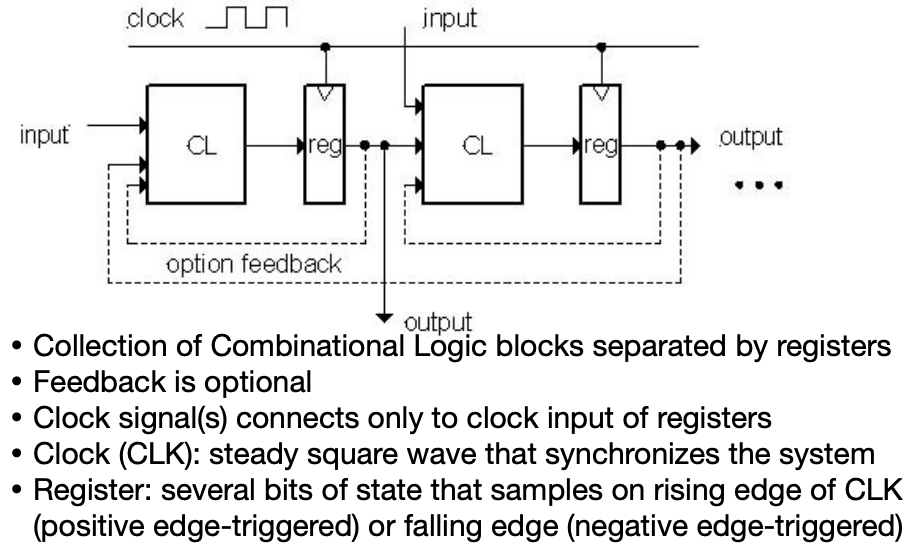 clock
input
input
CL
reg
CL
reg
output
option feedback
output
• Collection of Combinational Logic blocks separated by registers
• Feedback is optional
• Clock signal(s) connects only to clock input of registers
• Clock (CLK): steady square wave that synchronizes the system
• Register: several bits of state that samples on rising edge of CLK
(positive edge-triggered) or falling edge (negative edge-triggered)